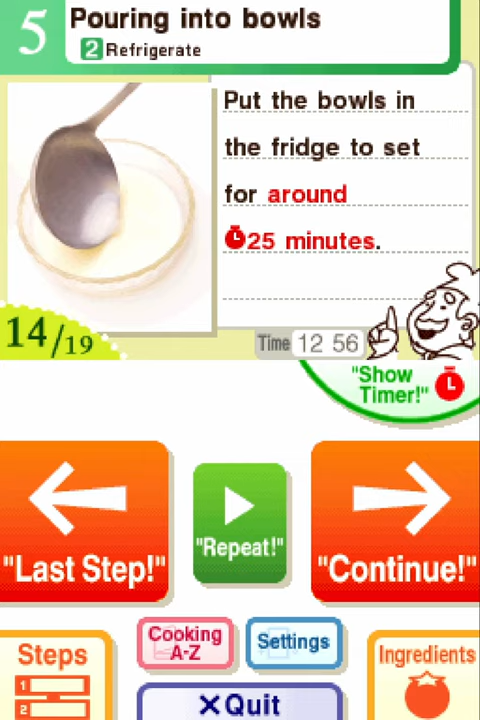 5 Pouring into bowls
2 Refrigerate
Put the bowls in
the fridge to set
for around
25 minutes.
14/19
Time 12 56
"Show
Timer!"
"Last Step!"
"Repeat!"
"Continue!"
Cooking
A-Z
Settings
Steps
1
2
Ingredients
×Quit